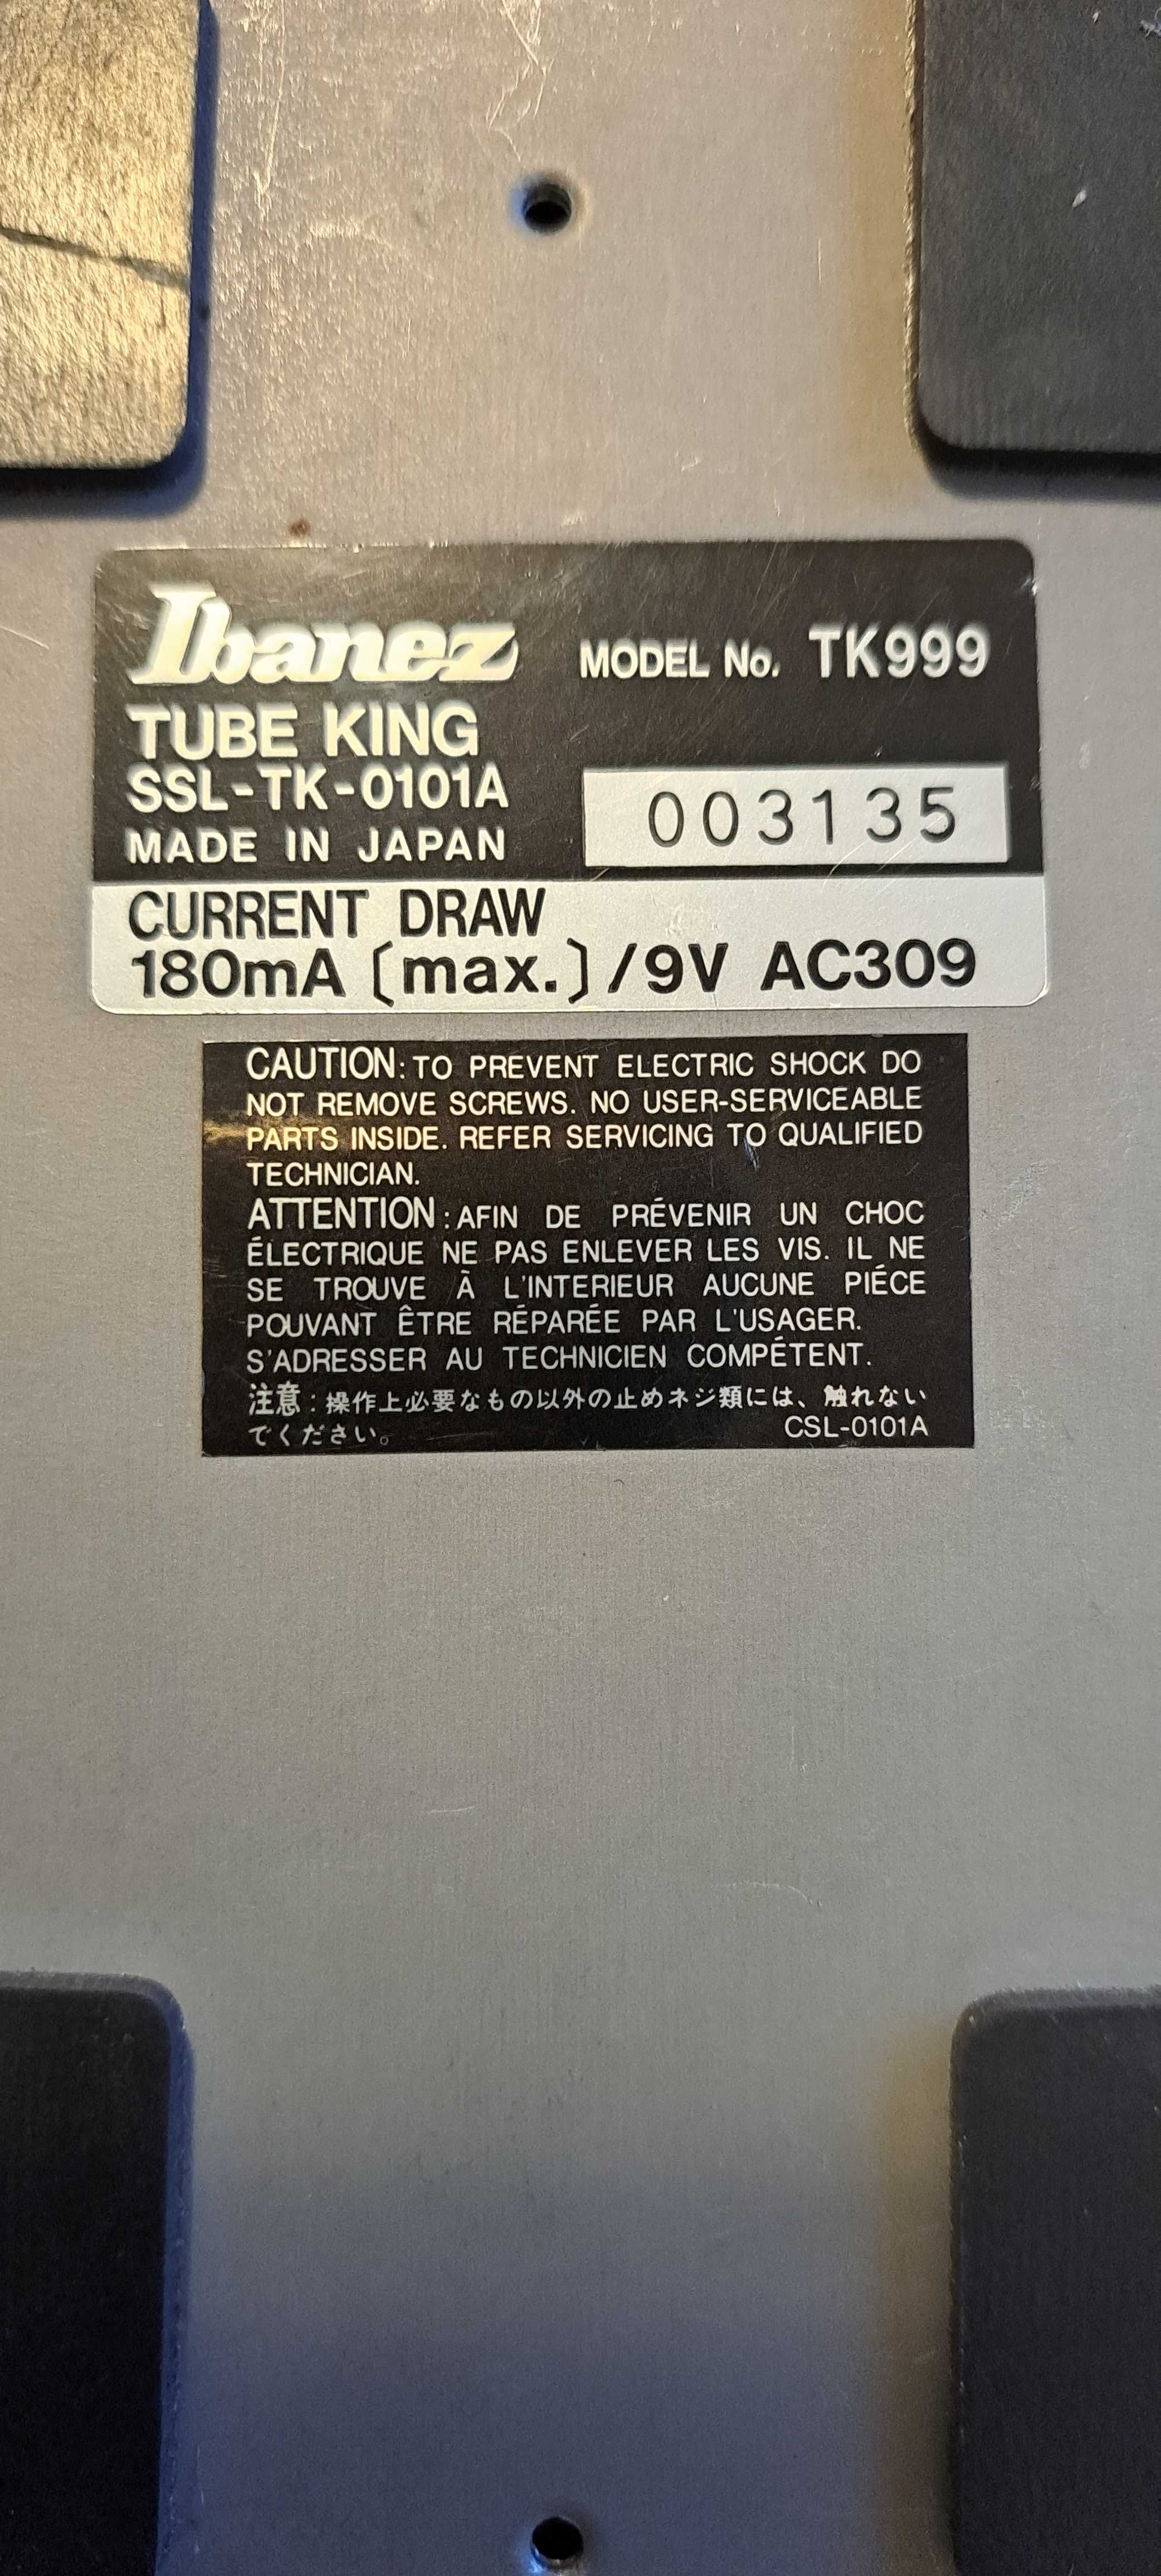 Ibanez MODEL No. TK999
TUBE KING
SSL-TK-0101A
003135
MADE IN JAPAN
CURRENT DRAW
180mA (max.)/9V AC309
CAUTION: TO PREVENT ELECTRIC SHOCK DO
NOT REMOVE SCREWS. NO USER-SERVICEABLE
PARTS INSIDE. REFER SERVICING TO QUALIFIED
TECHNICIAN.
ATTENTION: AFIN DE PRÉVENIR UN CHOC
ÉLECTRIQUE NE PAS ENLEVER LES VIS. IL NE
SE TROUVE À L'INTERIEUR AUCUNE PIÉCE
POUVANT ÊTRE RÉPARÉE PAR L'USAGER.
S'ADRESSER AU TECHNICIEN COMPÉTENT.
注意：操作上必要なもの以外の止めネジ類には、触れない
でください。
CSL-0101A